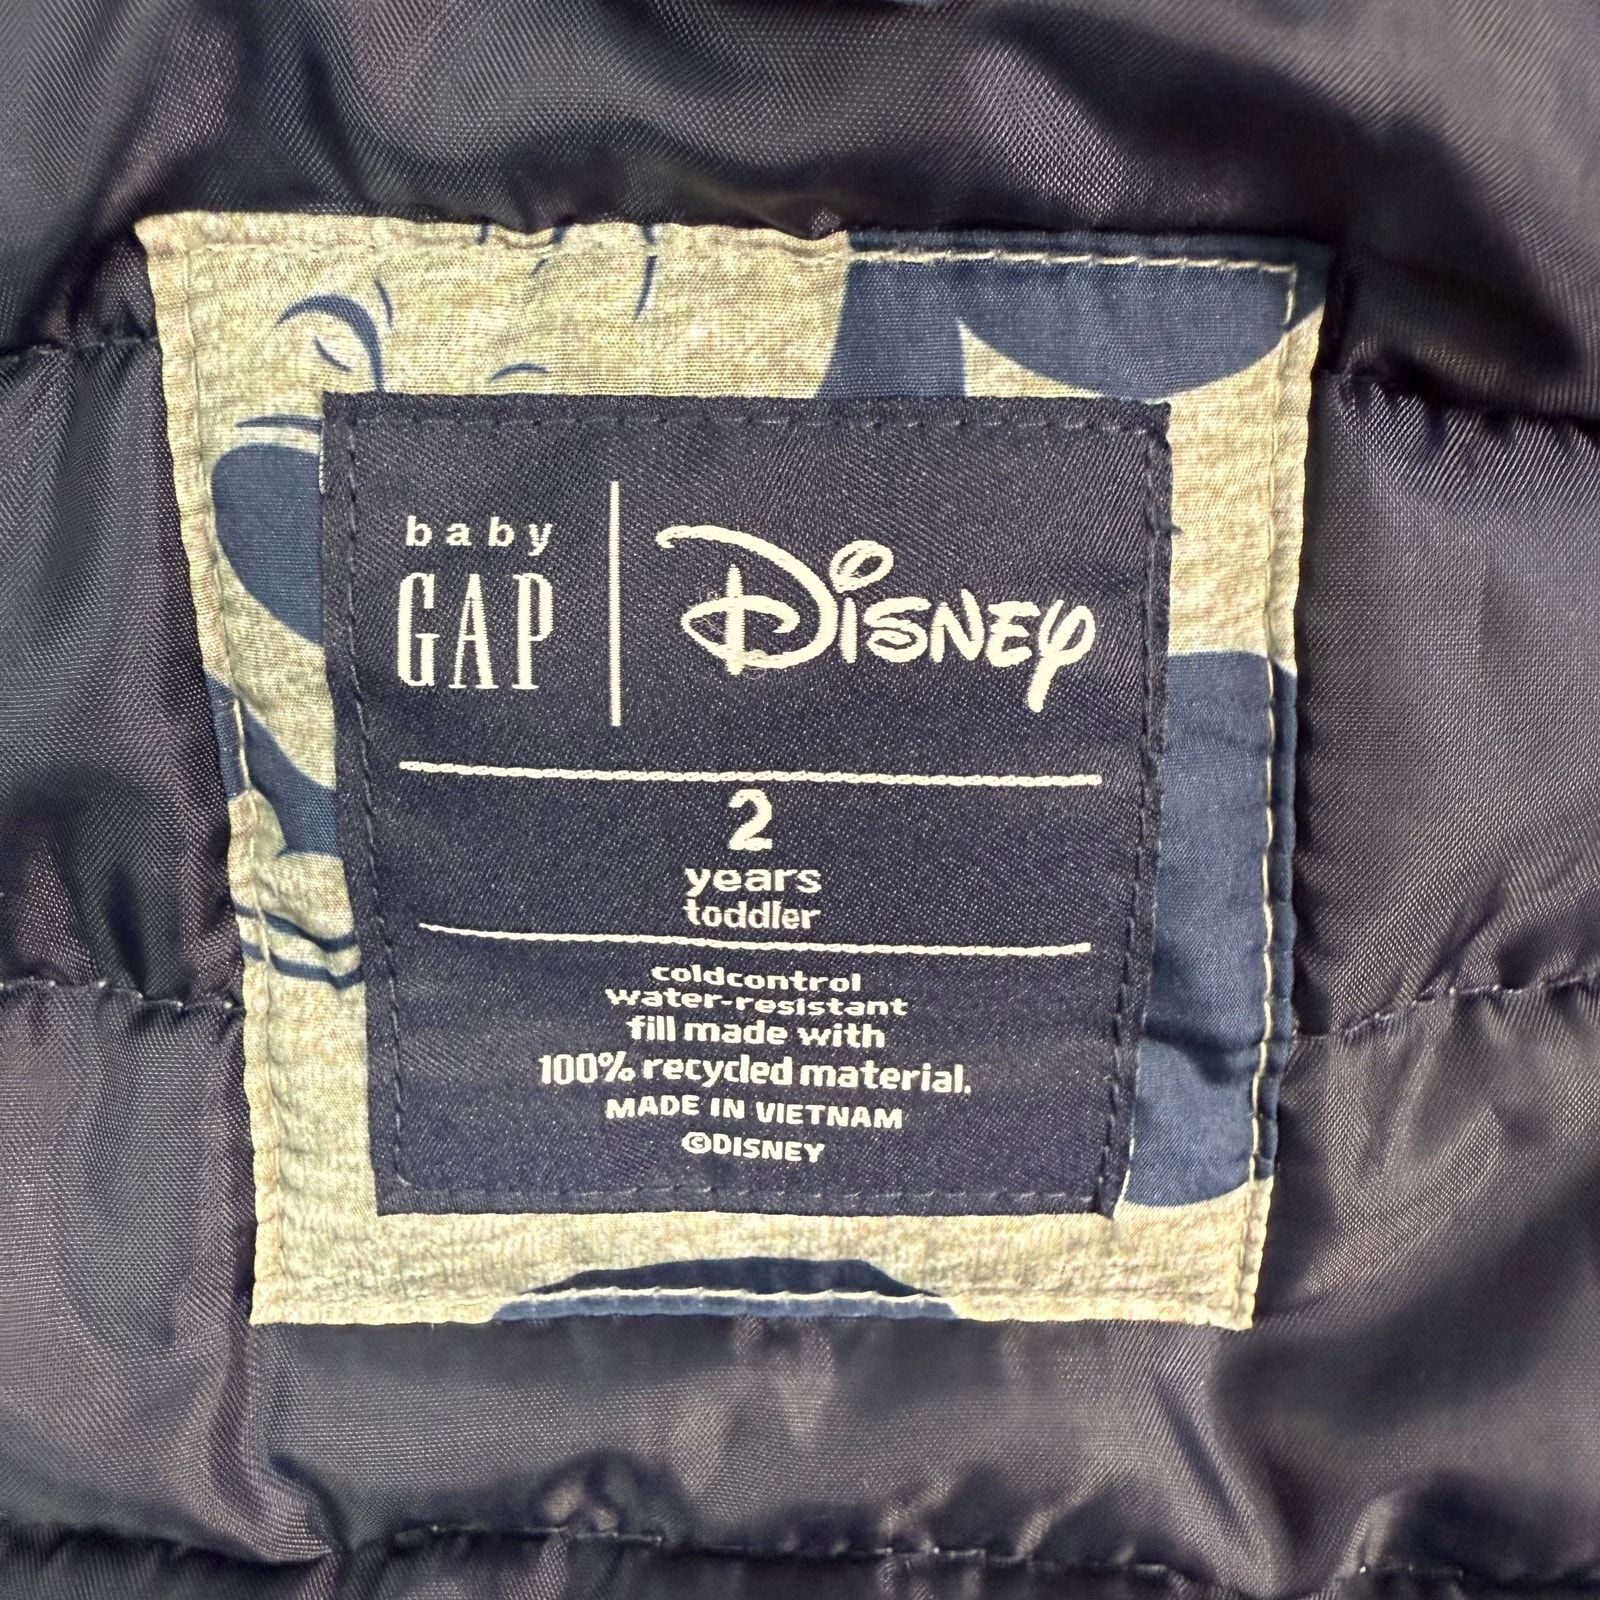 baby
GAP
Disney
2
years
toddler
coldcontrol
water-resistant
fill made with
100% recycled material.
MADE IN VIETNAM
©DISNEY